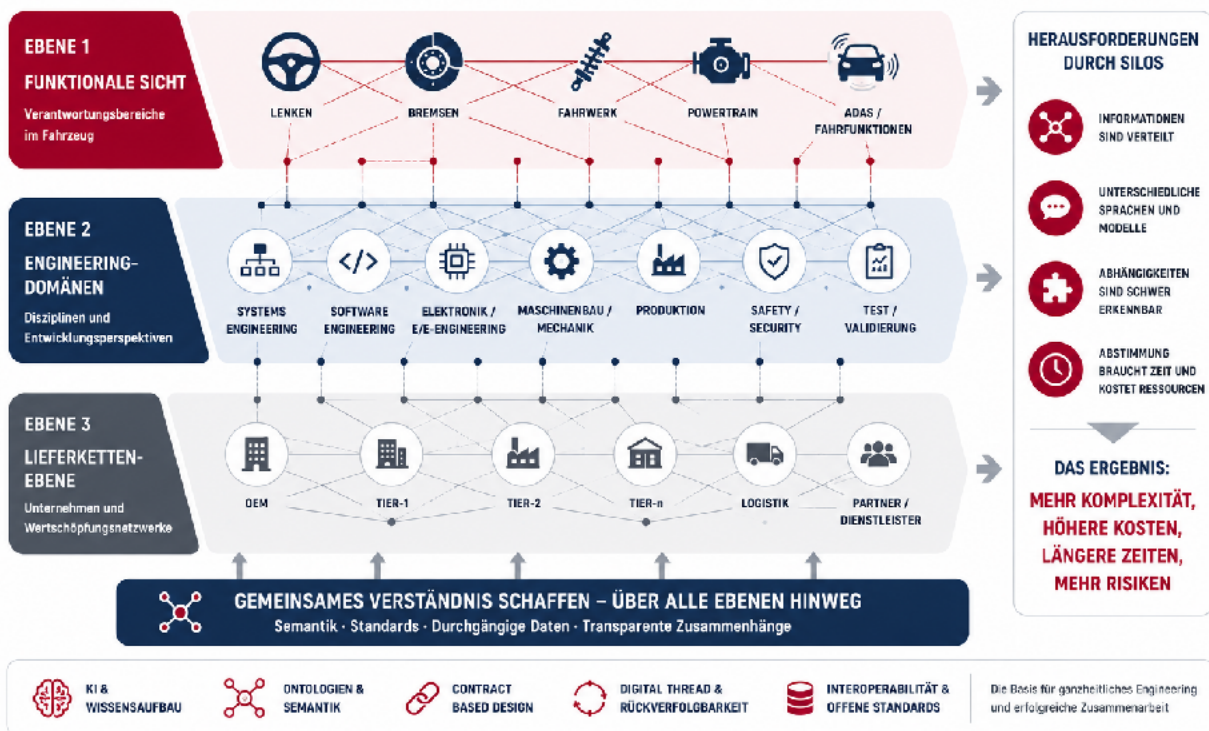 EBENE 1
FUNKTIONALE SICHT
Verantwortungsbereiche
im Fahrzeug
LENKEN
BREMSEN
FAHRWERK
POWERTRAIN
ADAS /
FAHRFUNKTIONEN
EBENE 2
ENGINEERING-
DOMÄNEN
Disziplinen und
Entwicklungsperspektiven
</>
SYSTEMS
ENGINEERING
SOFTWARE
ENGINEERING
ELEKTRONIK /
E/E-ENGINEERING
MASCHINENBAU /
MECHANIK
PRODUKTION
SAFETY /
SECURITY
TEST /
VALIDIERUNG
EBENE 3
LIEFERKETTEN-
EBENE
Unternehmen und
Wertschöpfungsnetzwerke
OEM
TIER-1
TIER-2
TIER-n
LOGISTIK
PARTNER /
DIENSTLEISTER
HERAUSFORDERUNGEN
DURCH SILOS
INFORMATIONEN
SIND VERTEILT
UNTERSCHIEDLICHE
SPRACHEN UND
MODELLE
ABHÄNGIGKEITEN
SIND SCHWER
ERKENNBAR
ABSTIMMUNG
BRAUCHT ZEIT UND
KOSTET RESSOURCEN
DAS ERGEBNIS:
MEHR KOMPLEXITÄT,
HÖHERE KOSTEN,
LÄNGERE ZEITEN,
MEHR RISIKEN
GEMEINSAMES VERSTÄNDNIS SCHAFFEN – ÜBER ALLE EBENEN HINWEG
Semantik · Standards · Durchgängige Daten · Transparente Zusammenhänge
KI &
WISSENSAUFBAU
ONTOLOGIEN &
SEMANTIK
CONTRACT
BASED DESIGN
DIGITAL THREAD &
RÜCKVERFOLGBARKEIT
INTEROPERABILITÄT &
OFFENE STANDARDS
Die Basis für ganzheitliches Engineering
und erfolgreiche Zusammenarbeit